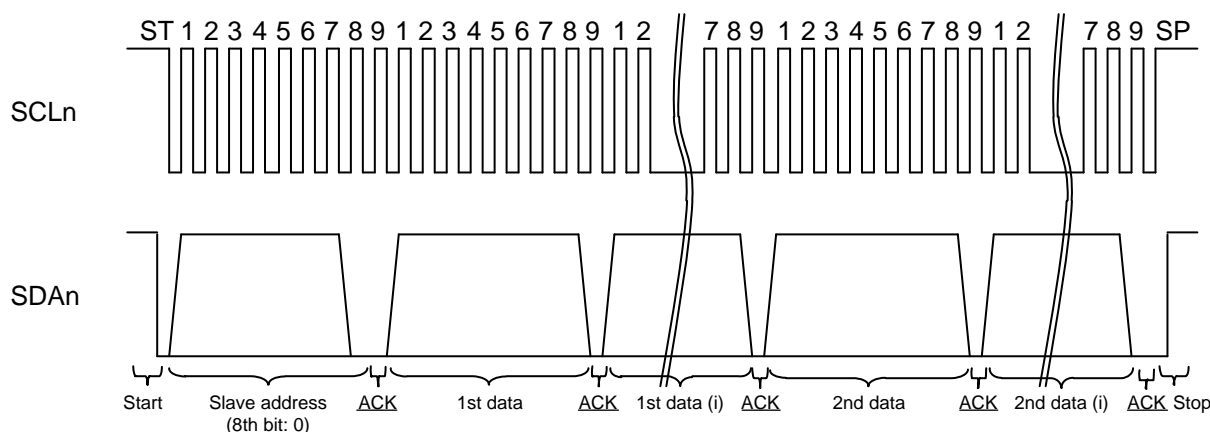 ST 1 2 3 4 5 6 7 8 9 1 2 3 4 5 6 7 8 9 1 2 7 8 9 1 2 3 4 5 6 7 8 9 1 2 7 8 9 SP
SCLn
SDAn
Start Slave address ACK 1st data ACK 1st data (i) ACK 2nd data ACK 2nd data (i) ACK Stop
(8th bit: 0)